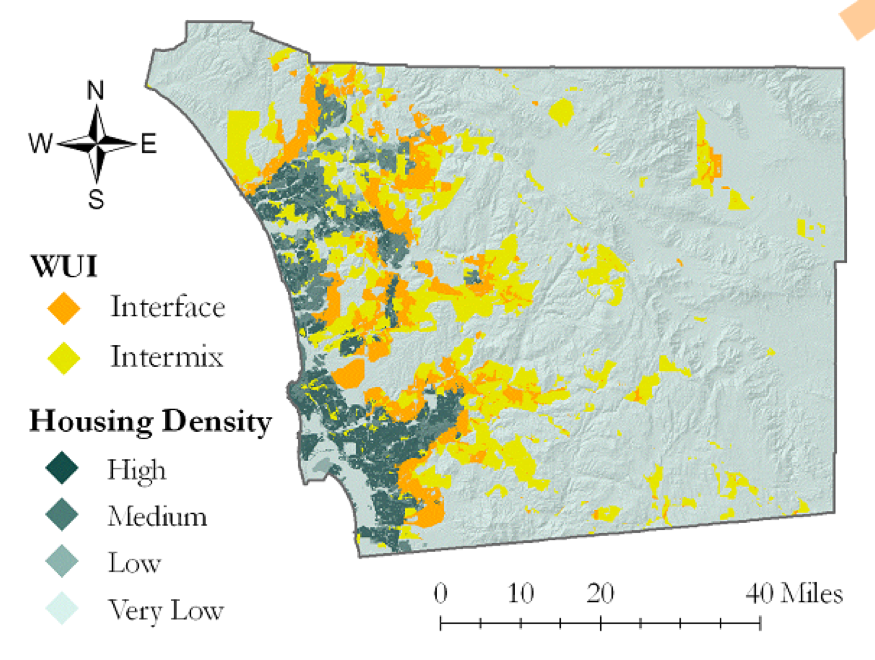 N
W E
S
WUI
Interface
Intermix
Housing Density
High
Medium
Low
Very Low
0 10 20 40 Miles